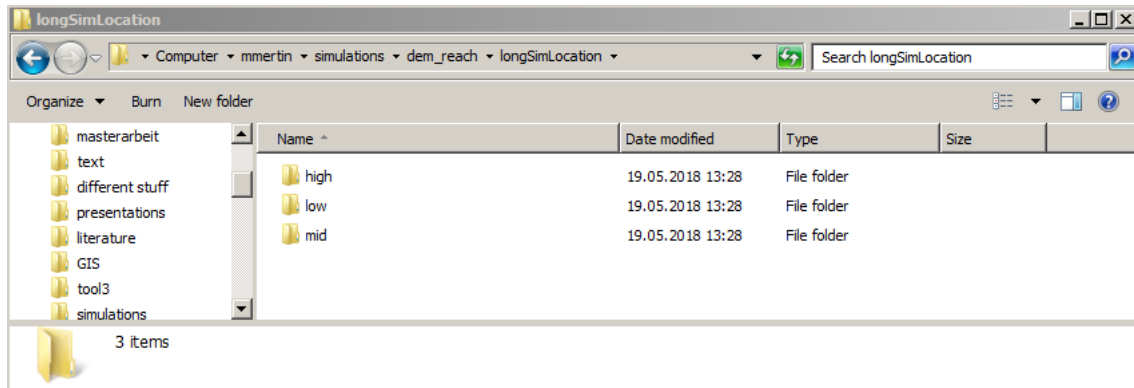 longSimLocation
Computer mmertin simulations dem_reach longSimLocation Search longSimLocation
Organize Burn New folder
masterarbeit
text
different stuff
presentations
literature
GIS
tool3
simulations
Name Date modified Type Size
high 19.05.2018 13:28 File folder
low 19.05.2018 13:28 File folder
mid 19.05.2018 13:28 File folder
3 items